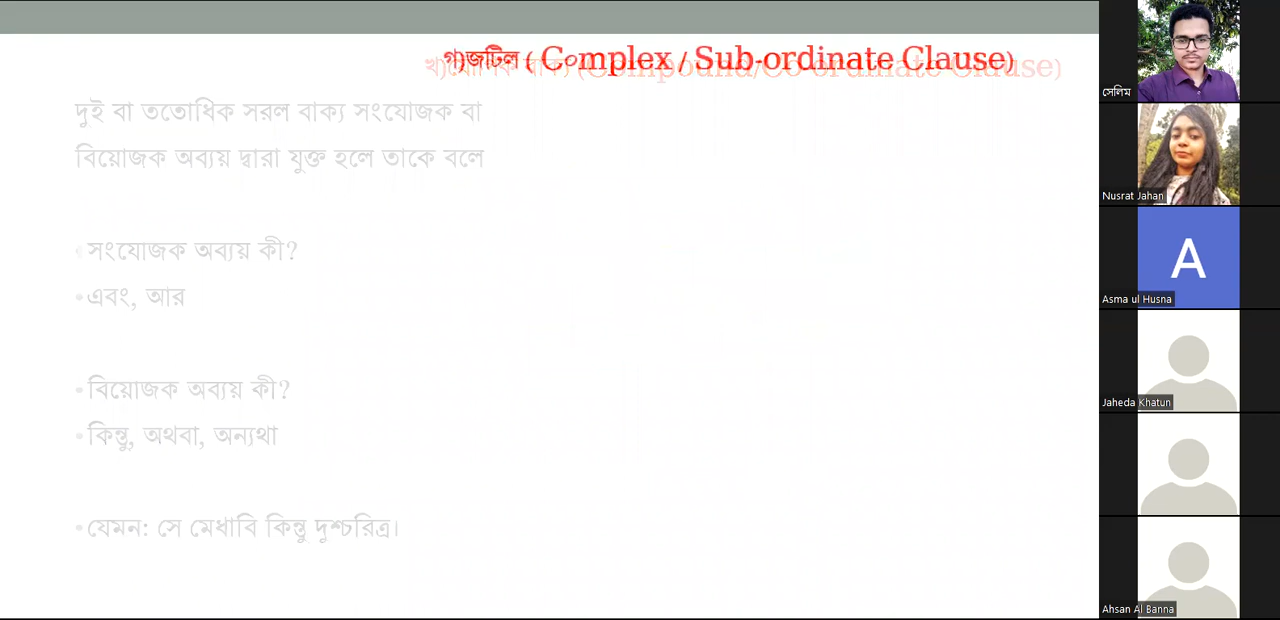 গ)জটিল ( Complex / Sub-ordinate Clause)
খ)যৌগিক বাক্য (Compound/Co-ordinate Clause)
দুই বা ততোধিক সরল বাক্য সংযোজক বা
বিয়োজক অব্যয় দ্বারা যুক্ত হলে তাকে বলে
সংযোজক অব্যয় কী?
•এবং, আর
•বিয়োজক অব্যয় কী?
•কিন্তু, অথবা, অন্যথা
•যেমন: সে মেধাবি কিন্তু দুশ্চরিত্র।
সেলিম
Nusrat Jahan
A
Asma ul Husna
Jaheda Khatun
Ahsan Al Banna